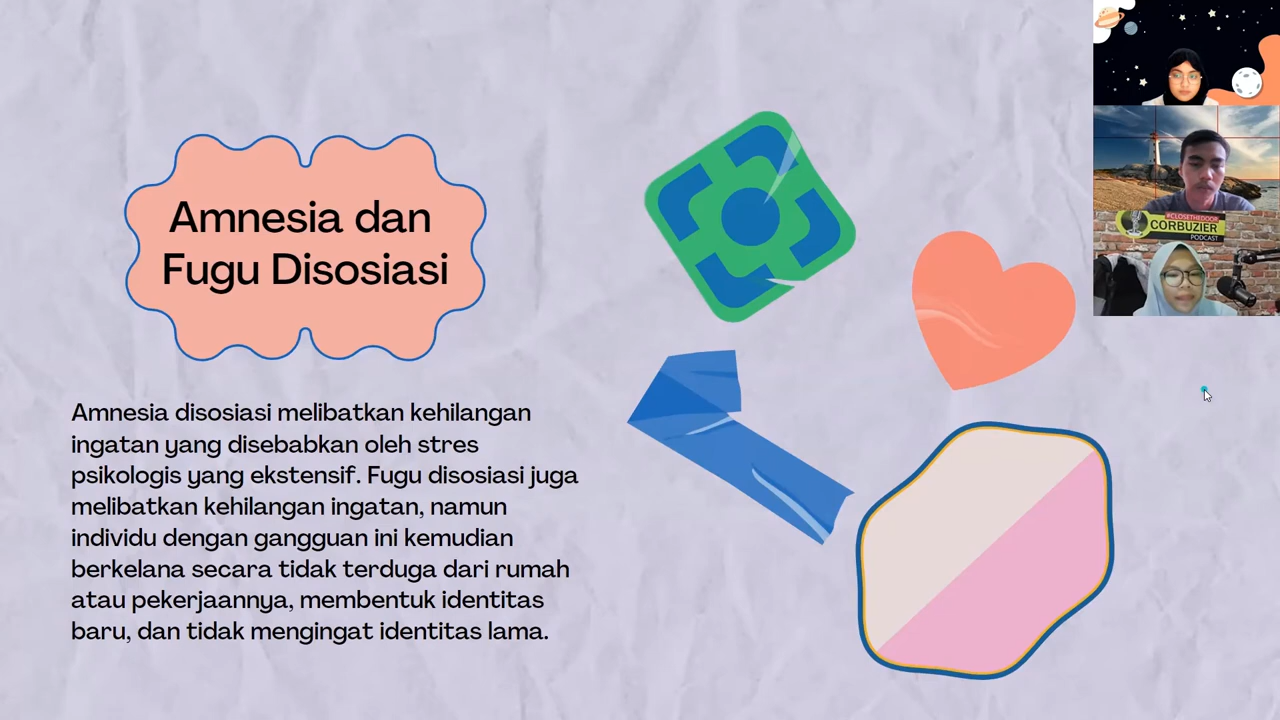 Amnesia dan
Fugu Disosiasi
Amnesia disosiasi melibatkan kehilangan
ingatan yang disebabkan oleh stres
psikologis yang ekstensif. Fugu disosiasi juga
melibatkan kehilangan ingatan, namun
individu dengan gangguan ini kemudian
berkelana secara tidak terduga dari rumah
atau pekerjaannya, membentuk identitas
baru, dan tidak mengingat identitas lama.
#CLOSETHEDOOR
CORBUZIER
PODCAST